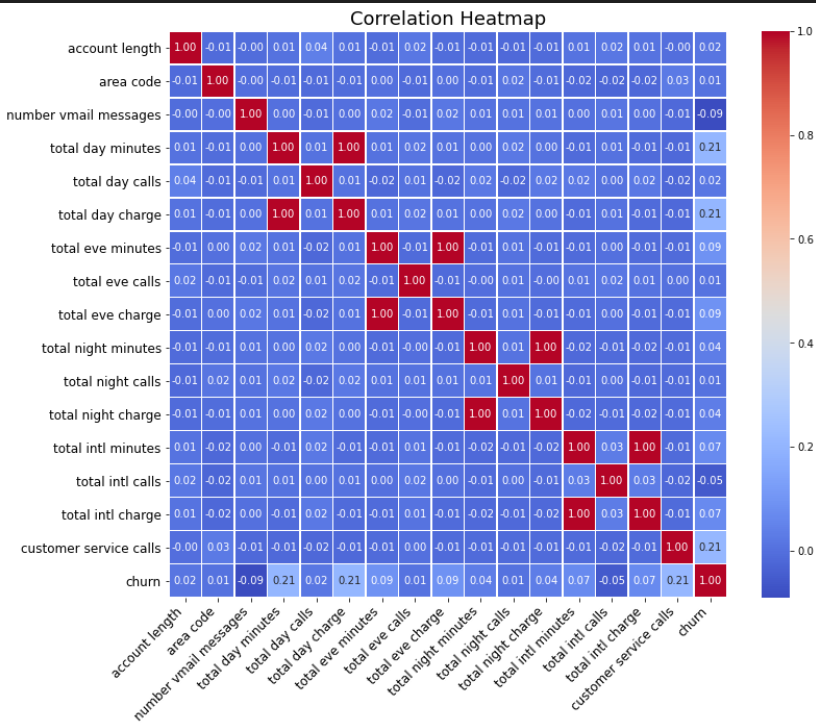 Correlation Heatmap
account length 1.00 -0.01 -0.00 0.01 0.04 0.01 -0.01 0.02 -0.01 -0.01 -0.01 -0.01 0.01 0.02 0.01 -0.00 0.02
area code -0.01 1.00 -0.00 -0.01 -0.01 -0.01 0.00 -0.01 0.00 -0.01 0.02 -0.01 -0.02 -0.02 -0.02 0.03 0.01
number vmail messages -0.00 -0.00 1.00 0.00 -0.01 0.00 0.02 -0.01 0.02 0.01 0.01 0.01 0.00 0.01 0.00 -0.01 -0.09
total day minutes 0.01 -0.01 0.00 1.00 0.01 1.00 0.01 0.02 0.01 0.00 0.02 0.00 -0.01 0.01 -0.01 -0.01 0.21
total day calls 0.04 -0.01 -0.01 0.01 1.00 0.01 -0.02 0.01 -0.02 0.02 -0.02 0.02 0.02 0.00 0.02 -0.02 0.02
total day charge 0.01 -0.01 0.00 1.00 0.01 1.00 0.01 0.02 0.01 0.00 0.02 0.00 -0.01 0.01 -0.01 -0.01 0.21
total eve minutes -0.01 0.00 0.02 0.01 -0.02 0.01 1.00 -0.01 1.00 -0.01 0.01 -0.01 -0.01 0.00 -0.01 -0.01 0.09
total eve calls 0.02 -0.01 -0.01 0.02 0.01 0.02 -0.01 1.00 -0.01 -0.00 0.01 -0.00 0.01 0.02 0.01 0.00 0.01
total eve charge -0.01 0.00 0.02 0.01 -0.02 0.01 1.00 -0.01 1.00 -0.01 0.01 -0.01 -0.01 0.00 -0.01 -0.01 0.09
total night minutes -0.01 -0.01 0.01 0.00 0.02 0.00 -0.01 -0.00 -0.01 1.00 0.01 1.00 -0.02 -0.01 -0.02 -0.01 0.04
total night calls -0.01 0.02 0.01 0.02 -0.02 0.02 0.01 0.01 0.01 0.01 1.00 0.01 -0.01 0.00 -0.01 -0.01 0.01
total night charge -0.01 -0.01 0.01 0.00 0.02 0.00 -0.01 -0.00 -0.01 1.00 0.01 1.00 -0.02 -0.01 -0.02 -0.01 0.04
total intl minutes 0.01 -0.02 0.00 -0.01 0.02 -0.01 -0.01 0.01 -0.01 -0.02 -0.01 -0.02 1.00 0.03 1.00 -0.01 0.07
total intl calls 0.02 -0.02 0.01 0.01 0.00 0.01 0.00 0.02 0.00 -0.01 0.00 -0.01 0.03 1.00 0.03 -0.02 -0.05
total intl charge 0.01 -0.02 0.00 -0.01 0.02 -0.01 -0.01 0.01 -0.01 -0.02 -0.01 -0.02 1.00 0.03 1.00 -0.01 0.07
customer service calls -0.00 0.03 -0.01 -0.01 -0.02 -0.01 -0.01 0.00 -0.01 -0.01 -0.01 -0.01 -0.01 -0.02 -0.01 1.00 0.21
churn 0.02 0.01 -0.09 0.21 0.02 0.21 0.09 0.01 0.09 0.04 0.01 0.04 0.07 -0.05 0.07 0.21 1.00
account length
area code
number vmail messages
total day minutes
total day calls
total day charge
total eve minutes
total eve calls
total eve charge
total night minutes
total night calls
total night charge
total intl minutes
total intl calls
total intl charge
customer service calls
churn
1.0
0.8
0.6
0.4
0.2
0.0